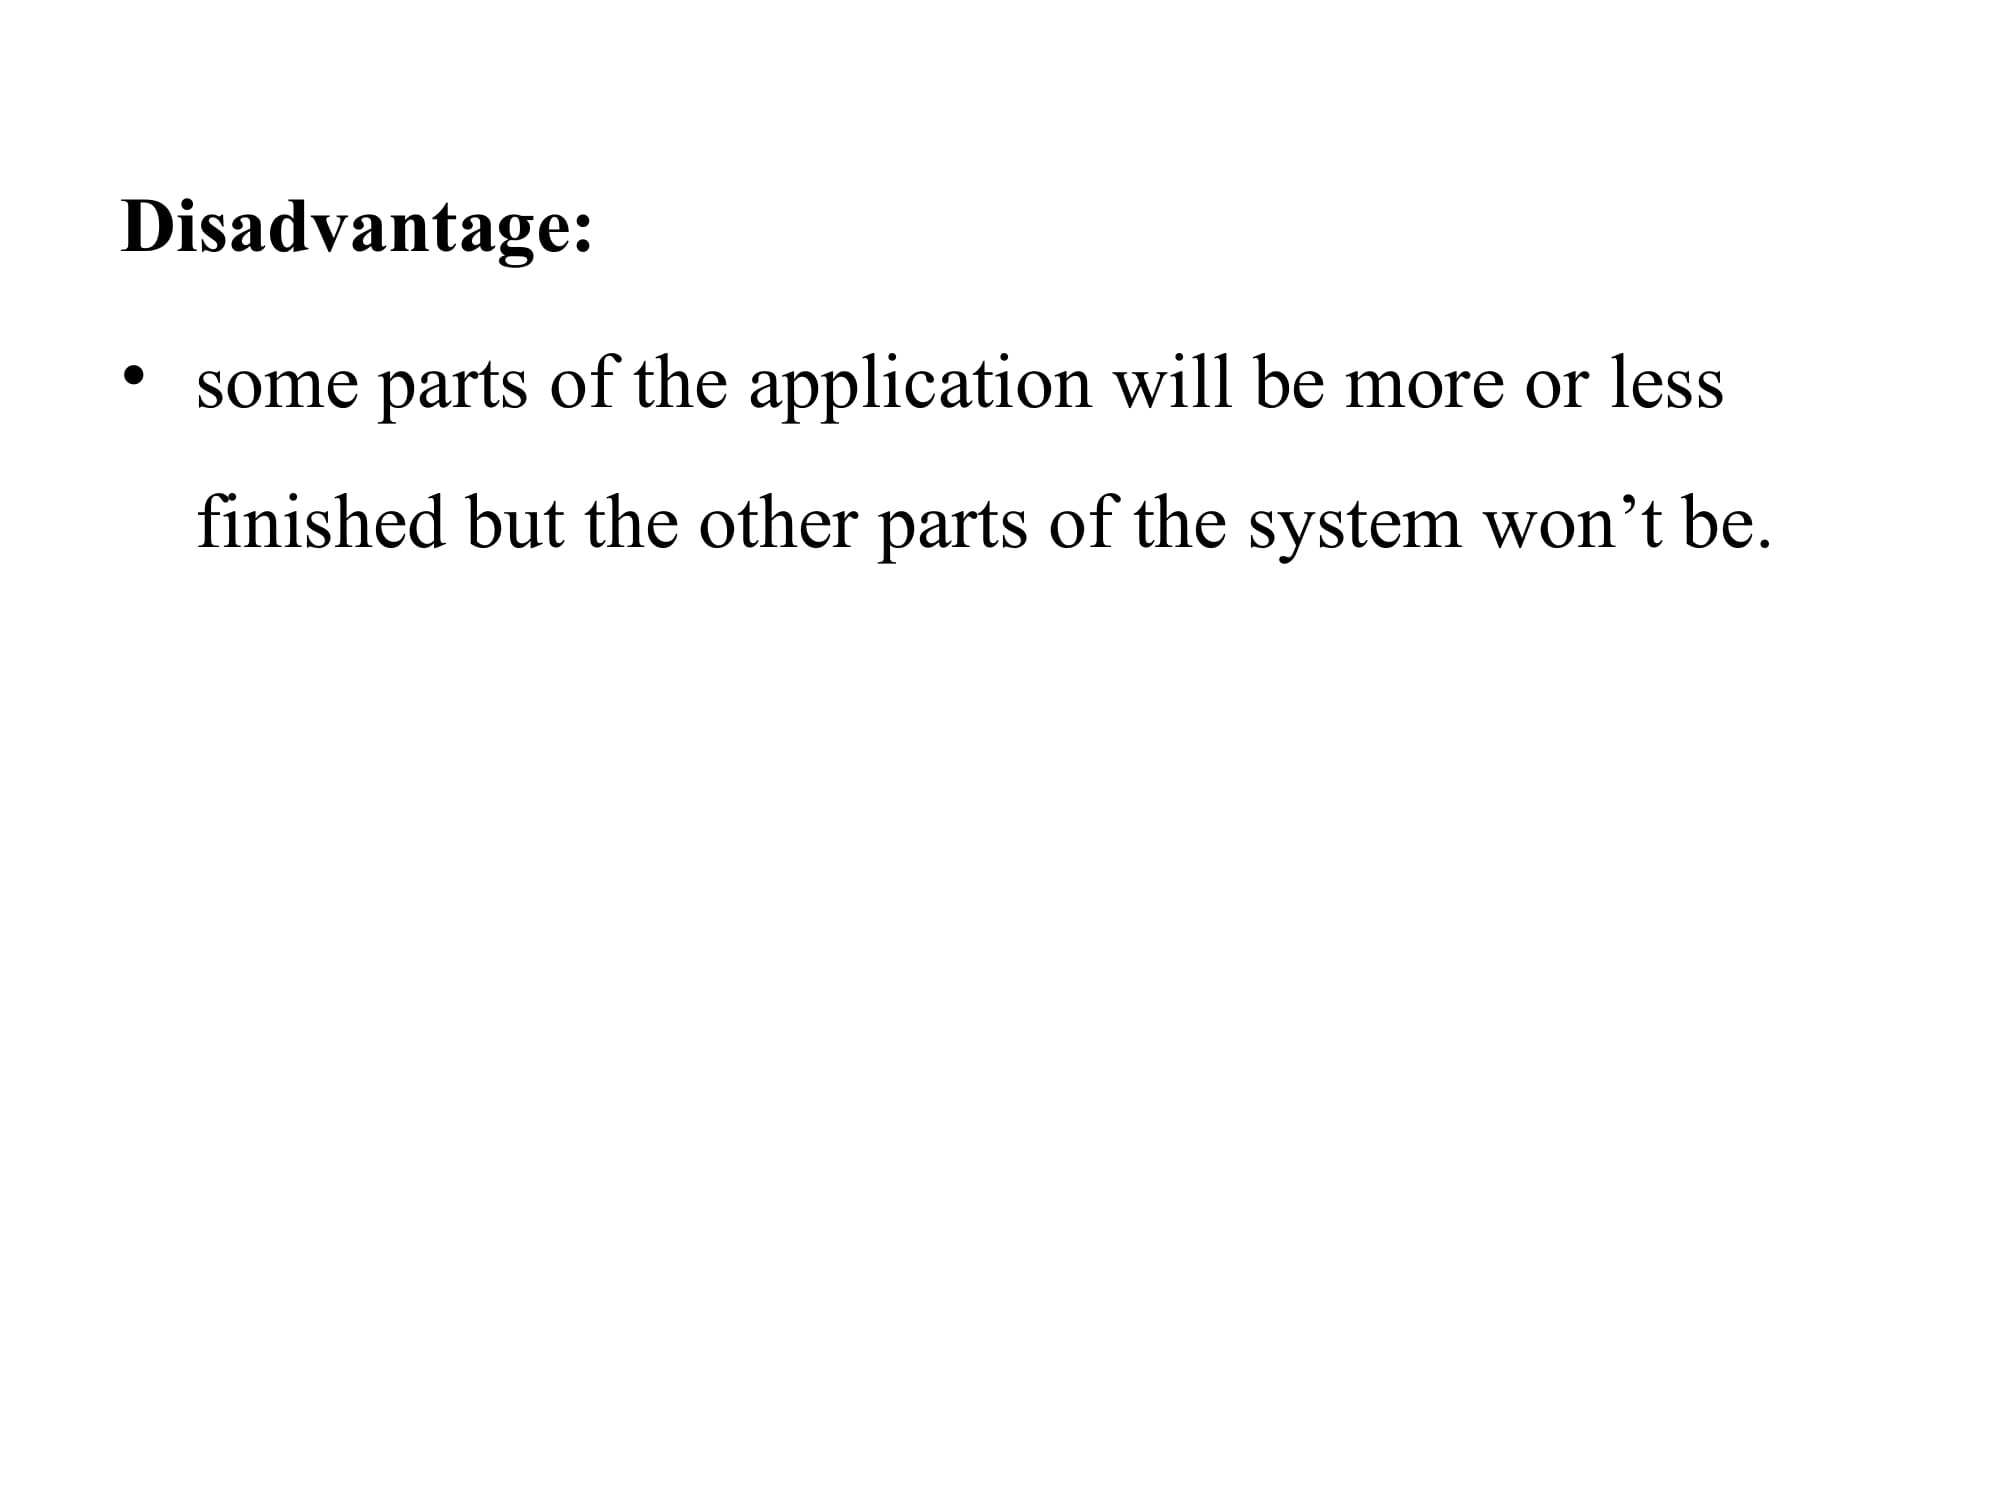 Disadvantage:
• some parts of the application will be more or less
finished but the other parts of the system won’t be.